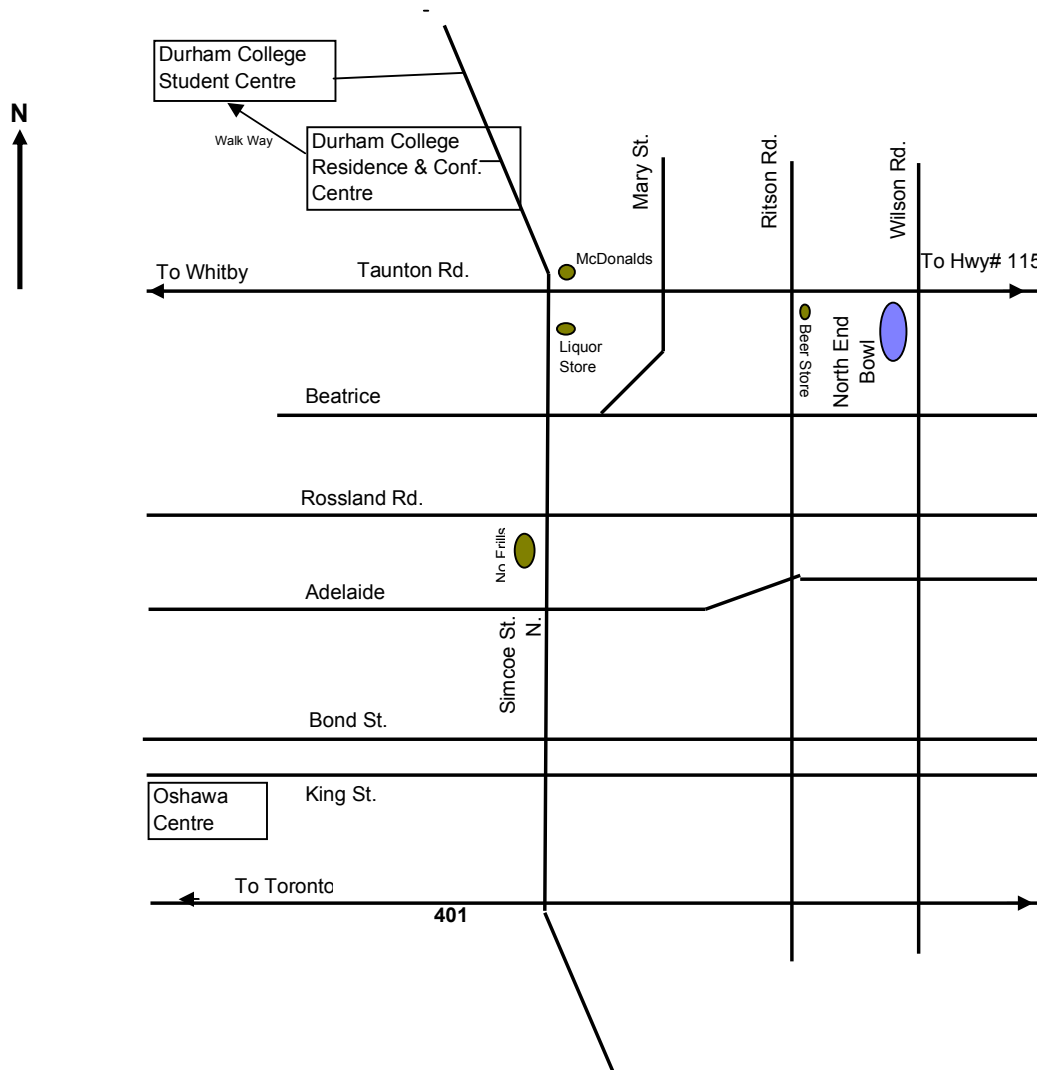 -
Durham College
Student Centre
N
Walk Way
Durham College
Residence & Conf.
Centre
Mary St.
Ritson Rd.
Wilson Rd.
To Whitby
Taunton Rd.
McDonalds
To Hwy# 115
Liquor
Store
Beer Store
North End
Bowl
Beatrice
Rossland Rd.
No Frills
Adelaide
Simcoe St.
N.
Bond St.
Oshawa
Centre
King St.
To Toronto
401